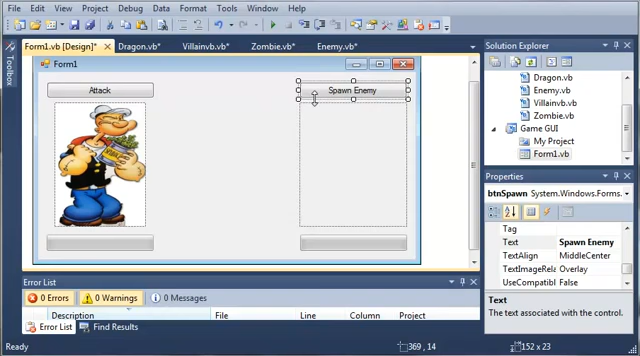 File Edit View Project Debug Data Format Tools Window Help
Form1.vb [Design]* Dragon.vb* Villainvb.vb* Zombie.vb* Enemy.vb*
Toolbox
Form1
Attack
Spawn Enemy
Error List
0 Errors 0 Warnings 0 Messages
Description File Line Column Project
Error List Find Results
Solution Explorer
Dragon.vb
Enemy.vb
Villainvb.vb
Zombie.vb
Game GUI
My Project
Form1.vb
Properties
btnSpawn System.Windows.Forms.
Tag
Text Spawn Enemy
TextAlign MiddleCenter
TextImageRela Overlay
UseCompatibl False
Text
The text associated with the control.
Ready 369 , 14 152 x 23